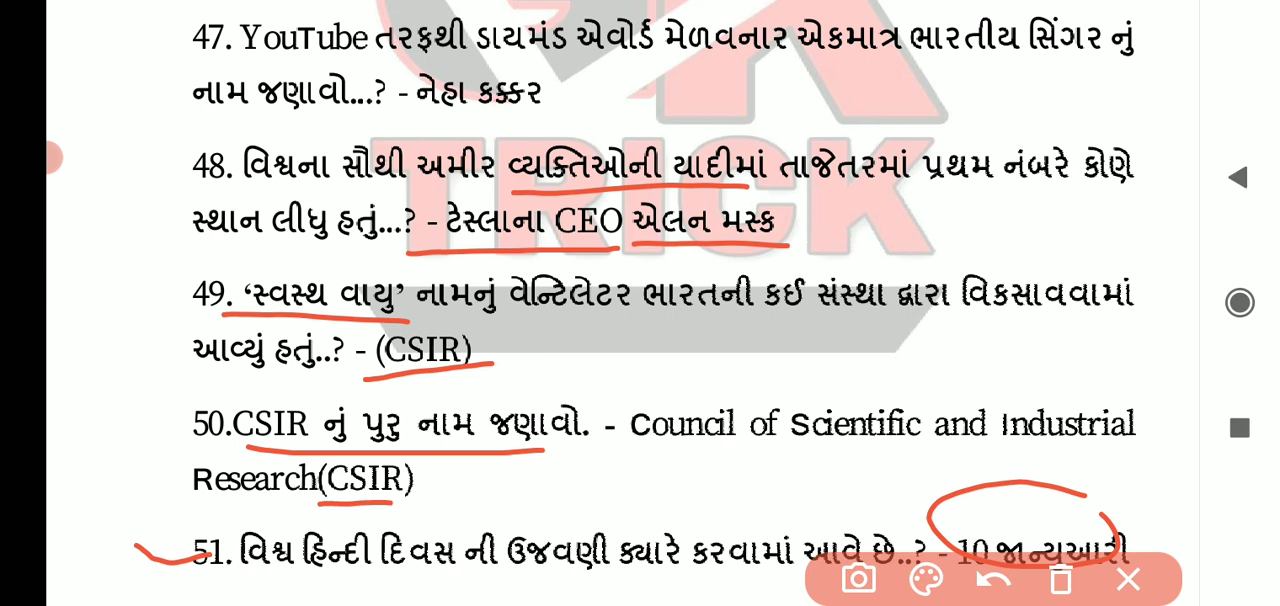 47. YouTube તરફથી ડાયમંડ એવોર્ડ મેળવનાર એકમાત્ર ભારતીય સિંગર નું
નામ જણાવો...? - નેહા કક્કર
48. વિશ્વના સૌથી અમીર વ્યક્તિઓની યાદીમાં તાજેતરમાં પ્રથમ નંબરે કોણે
સ્થાન લીધુ હતું...? - ટેસ્લાના CEO એલન મસ્ક
49. ‘સ્વસ્થ વાયુ’ નામનું વેન્ટિલેટર ભારતની કઈ સંસ્થા દ્વારા વિકસાવવામાં
આવ્યું હતું..? - (CSIR)
50.CSIR નું પુરુ નામ જણાવો. - Council of Scientific and Industrial
Research(CSIR)
51. વિશ્વ હિન્દી દિવસ ની ઉજવણી ક્યારે કરવામાં આવે છે..? - 10 જાન્યુઆરી
TRICK